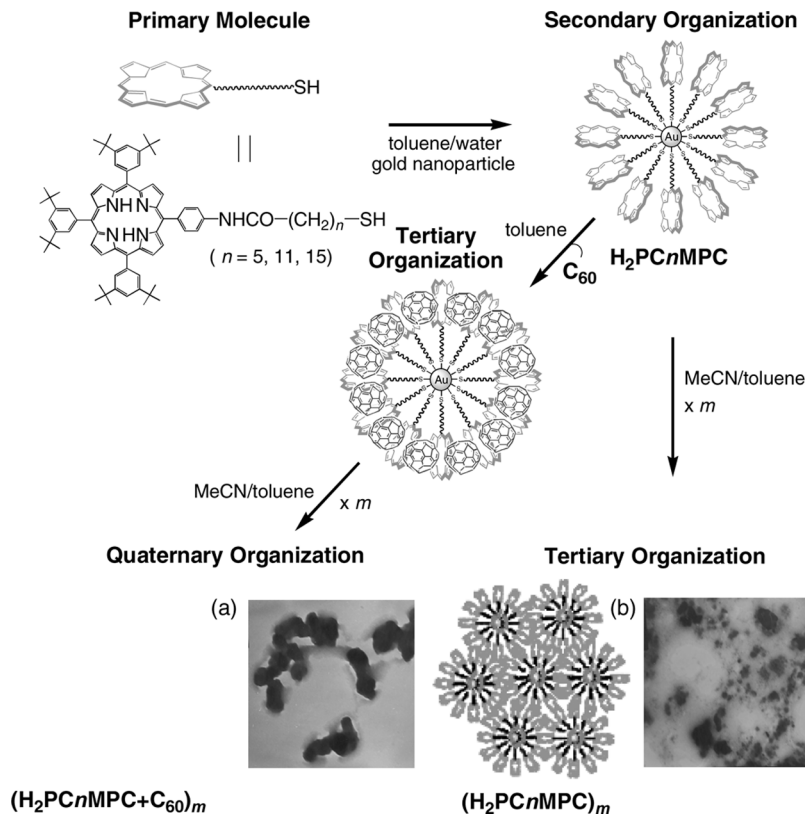 Primary Molecule
SH
Secondary Organization
toluene/water
gold nanoparticle
Au
S
S
S
S
S
S
S
S
S
S
S
S
NH N
N HN
NHCO-(CH₂)ₙ-SH
( n = 5, 11, 15)
Tertiary
Organization
toluene
C₆₀
H₂PCnMPC
Au
S
S
S
S
S
S
S
S
S
S
S
S
MeCN/toluene
x m
MeCN/toluene
x m
Quaternary Organization
Tertiary Organization
(a)
(b)
(H₂PCnMPC+C₆₀)ₘ
(H₂PCnMPC)ₘ